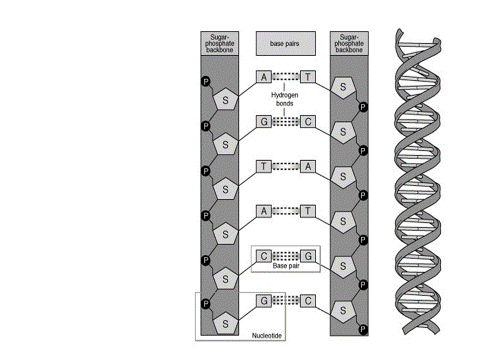 Sugar-
phosphate
backbone
base pairs
Sugar-
phosphate
backbone
P
A T
S
S
Hydrogen
bonds
P
P
G C
S
S
P
P
T A
S
S
P
P
A T
S
S
P
P
C G
Base pair
S
S
P
P
G C
S
S
P
Nucleotide